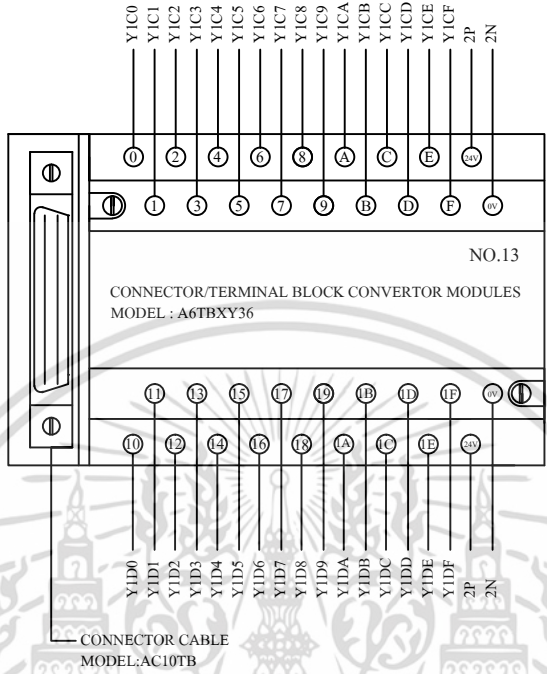 Y1C0
Y1C1
Y1C2
Y1C3
Y1C4
Y1C5
Y1C6
Y1C7
Y1C8
Y1C9
Y1CA
Y1CB
Y1CC
Y1CD
Y1CE
Y1CF
2P
2N
0 2 4 6 8 A C E 24V
1 3 5 7 9 B D F 0V
NO.13
CONNECTOR/TERMINAL BLOCK CONVERTOR MODULES
MODEL : A6TBXY36
11 13 15 17 19 1B 1D 1F 0V
10 12 14 16 18 1A 1C 1E 24V
Y1D0
Y1D1
Y1D2
Y1D3
Y1D4
Y1D5
Y1D6
Y1D7
Y1D8
Y1D9
Y1DA
Y1DB
Y1DC
Y1DD
Y1DE
Y1DF
2P
2N
CONNECTOR CABLE
MODEL:AC10TB